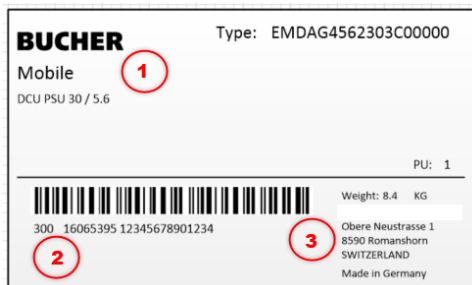 BUCHER
Type: EMDAG4562303C00000
Mobile
1
DCU PSU 30 / 5.6
PU: 1
300 16065395 12345678901234
2
Weight: 8.4 KG
3
Obere Neustrasse 1
8590 Romanshorn
SWITZERLAND
Made in Germany